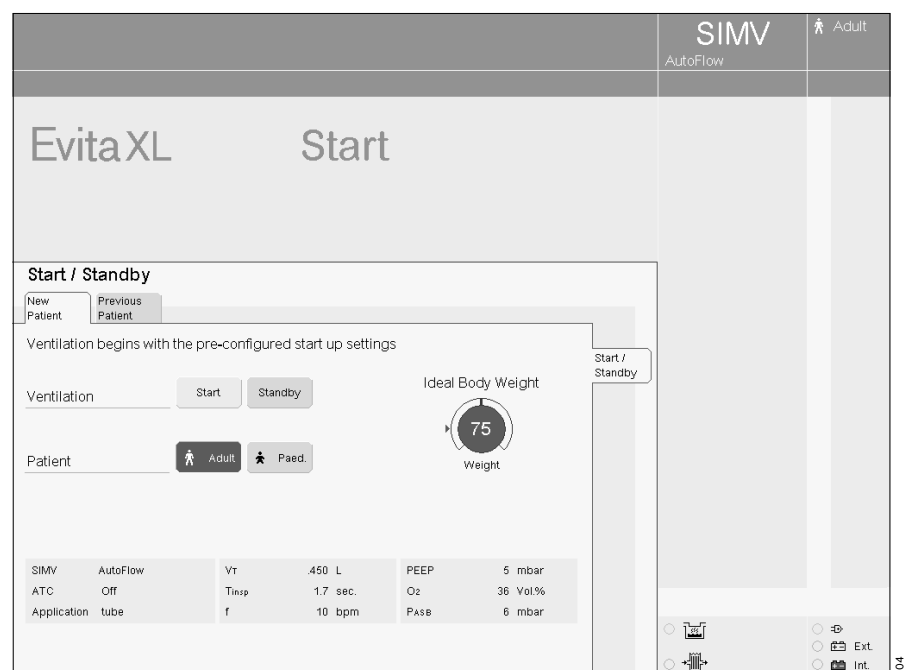 SIMV
Adult
AutoFlow
Evita XL Start
Start / Standby
New Patient
Previous Patient
Ventilation begins with the pre-configured start up settings
Start / Standby
Ideal Body Weight
Ventilation Start Standby
75
Patient Adult Paed.
Weight
SIMV AutoFlow VT .450 L PEEP 5 mbar
ATC Off Tinsp 1.7 sec. O2 36 Vol.%
Application tube f 10 bpm PASB 6 mbar
Ext.
Int.
04